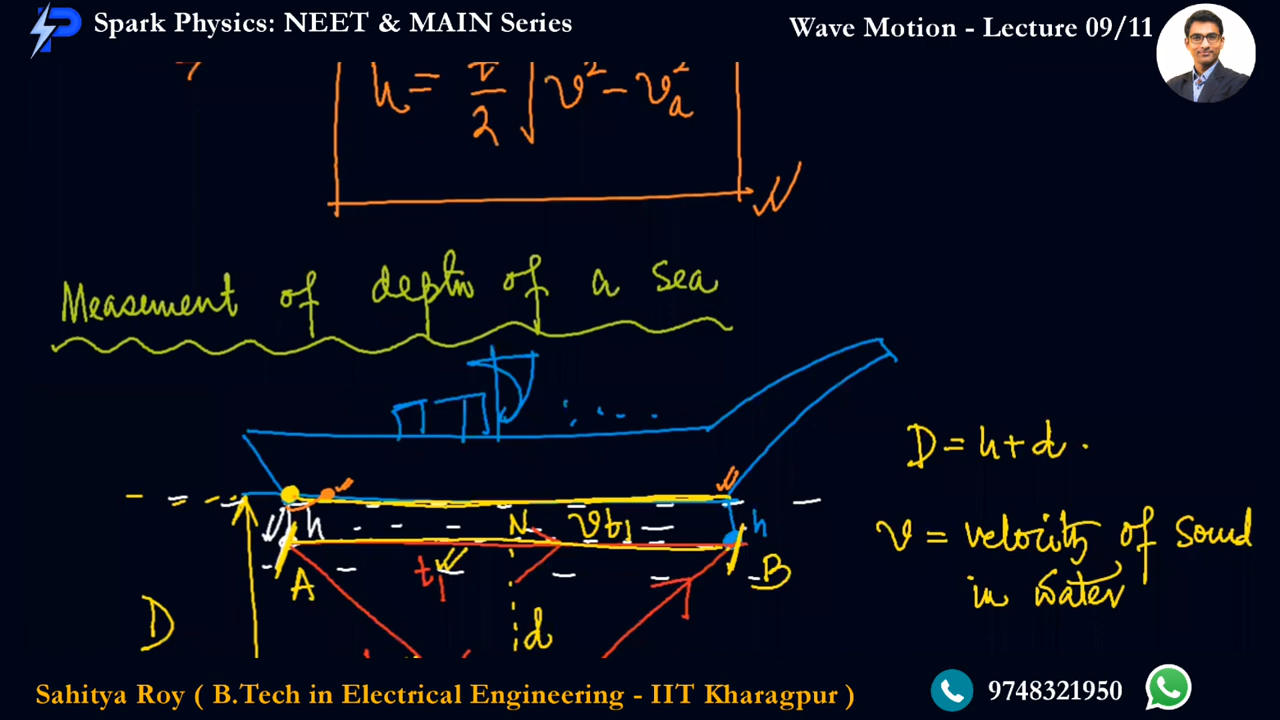 Spark Physics: NEET & MAIN Series
Wave Motion - Lecture 09/11
h = τ/2 √v² - v²ₐ
Measement of depth of a sea
D = h + d .
h
N
vt₁
h
v = velocity of sound
in water
A
t₁
B
D
d
Sahitya Roy ( B.Tech in Electrical Engineering - IIT Kharagpur )
9748321950